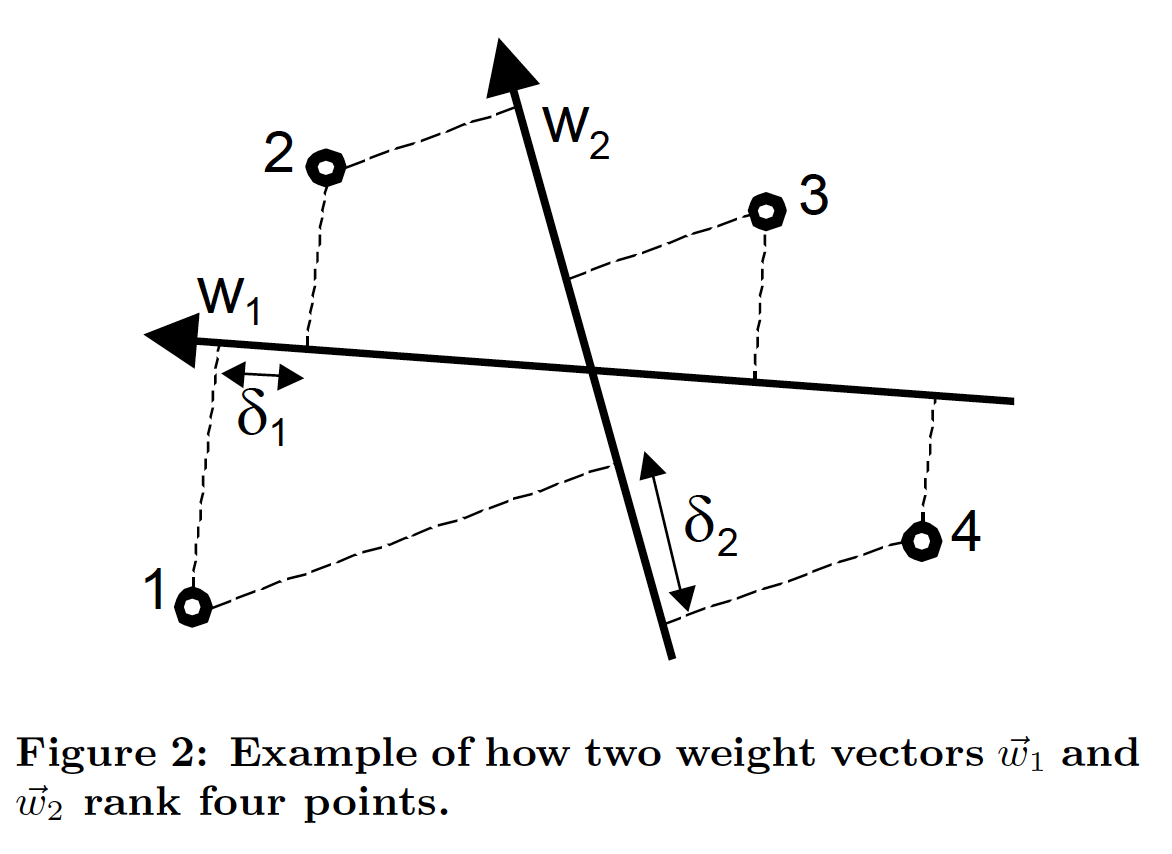 2
W₂
3
W₁
δ₁
δ₂
4
1
Figure 2: Example of how two weight vectors w⃗₁ and
w⃗₂ rank four points.